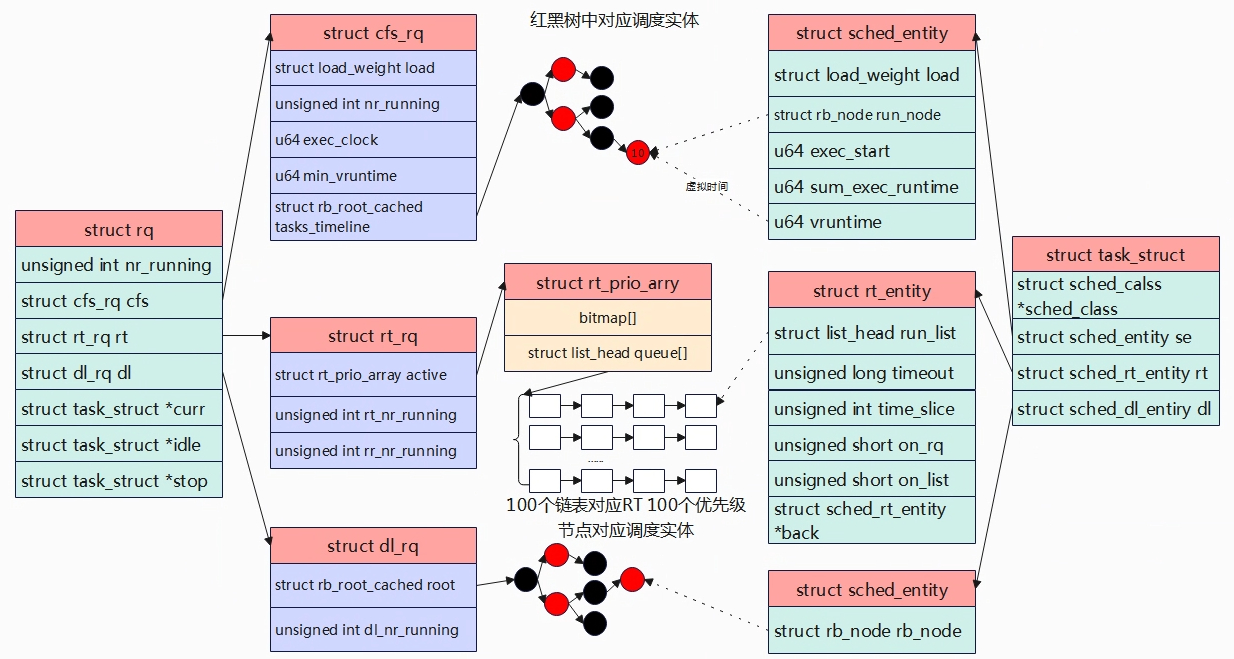 struct rq
unsigned int nr_running
struct cfs_rq cfs
struct rt_rq rt
struct dl_rq dl
struct task_struct *curr
struct task_struct *idle
struct task_struct *stop
struct cfs_rq
struct load_weight load
unsigned int nr_running
u64 exec_clock
u64 min_vruntime
struct rb_root_cached
tasks_timeline
struct rt_rq
struct rt_prio_array active
unsigned int rt_nr_running
unsigned int rr_nr_running
struct dl_rq
struct rb_root_cached root
unsigned int dl_nr_running
红黑树中对应调度实体
10
虚拟时间
struct rt_prio_arry
bitmap[]
struct list_head queue[]
......
100个链表对应RT 100个优先级
节点对应调度实体
struct sched_entity
struct load_weight load
struct rb_node run_node
u64 exec_start
u64 sum_exec_runtime
u64 vruntime
struct rt_entity
struct list_head run_list
unsigned long timeout
unsigned int time_slice
unsigned short on_rq
unsigned short on_list
struct sched_rt_entity
*back
struct sched_entity
struct rb_node rb_node
struct task_struct
struct sched_calss
*sched_class
struct sched_entity se
struct sched_rt_entity rt
struct sched_dl_entiry dl